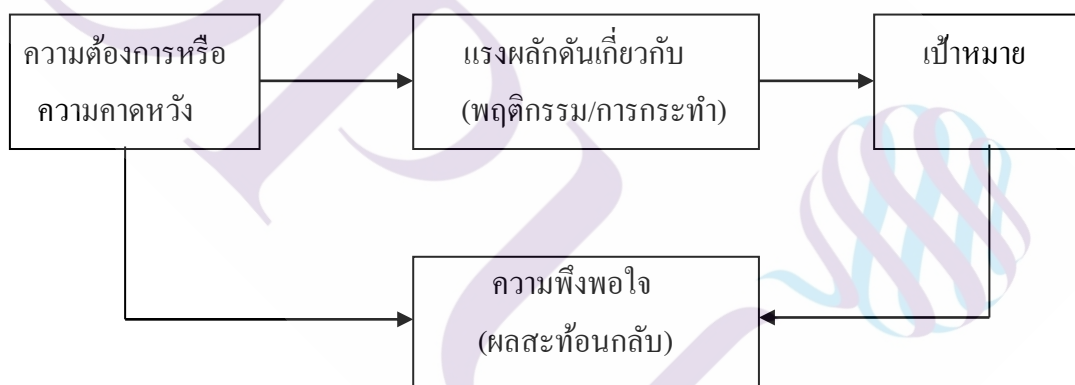 ความต้องการหรือ
ความคาดหวัง
แรงผลักดันเกี่ยวกับ
(พฤติกรรม/การกระทำ)
เป้าหมาย
ความพึงพอใจ
(ผลสะท้อนกลับ)